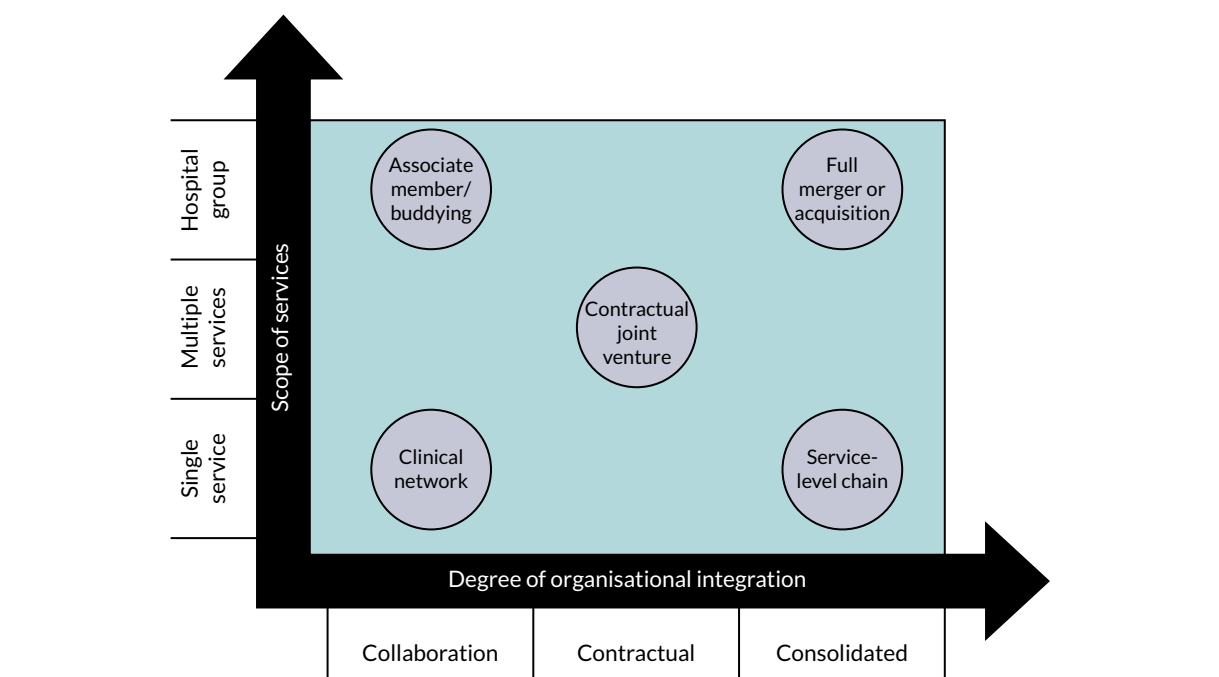 Hospital
group
Multiple
services
Single
service
Scope of services
Associate
member/
buddying
Full
merger or
acquisition
Contractual
joint
venture
Clinical
network
Service-
level chain
Degree of organisational integration
Collaboration
Contractual
Consolidated